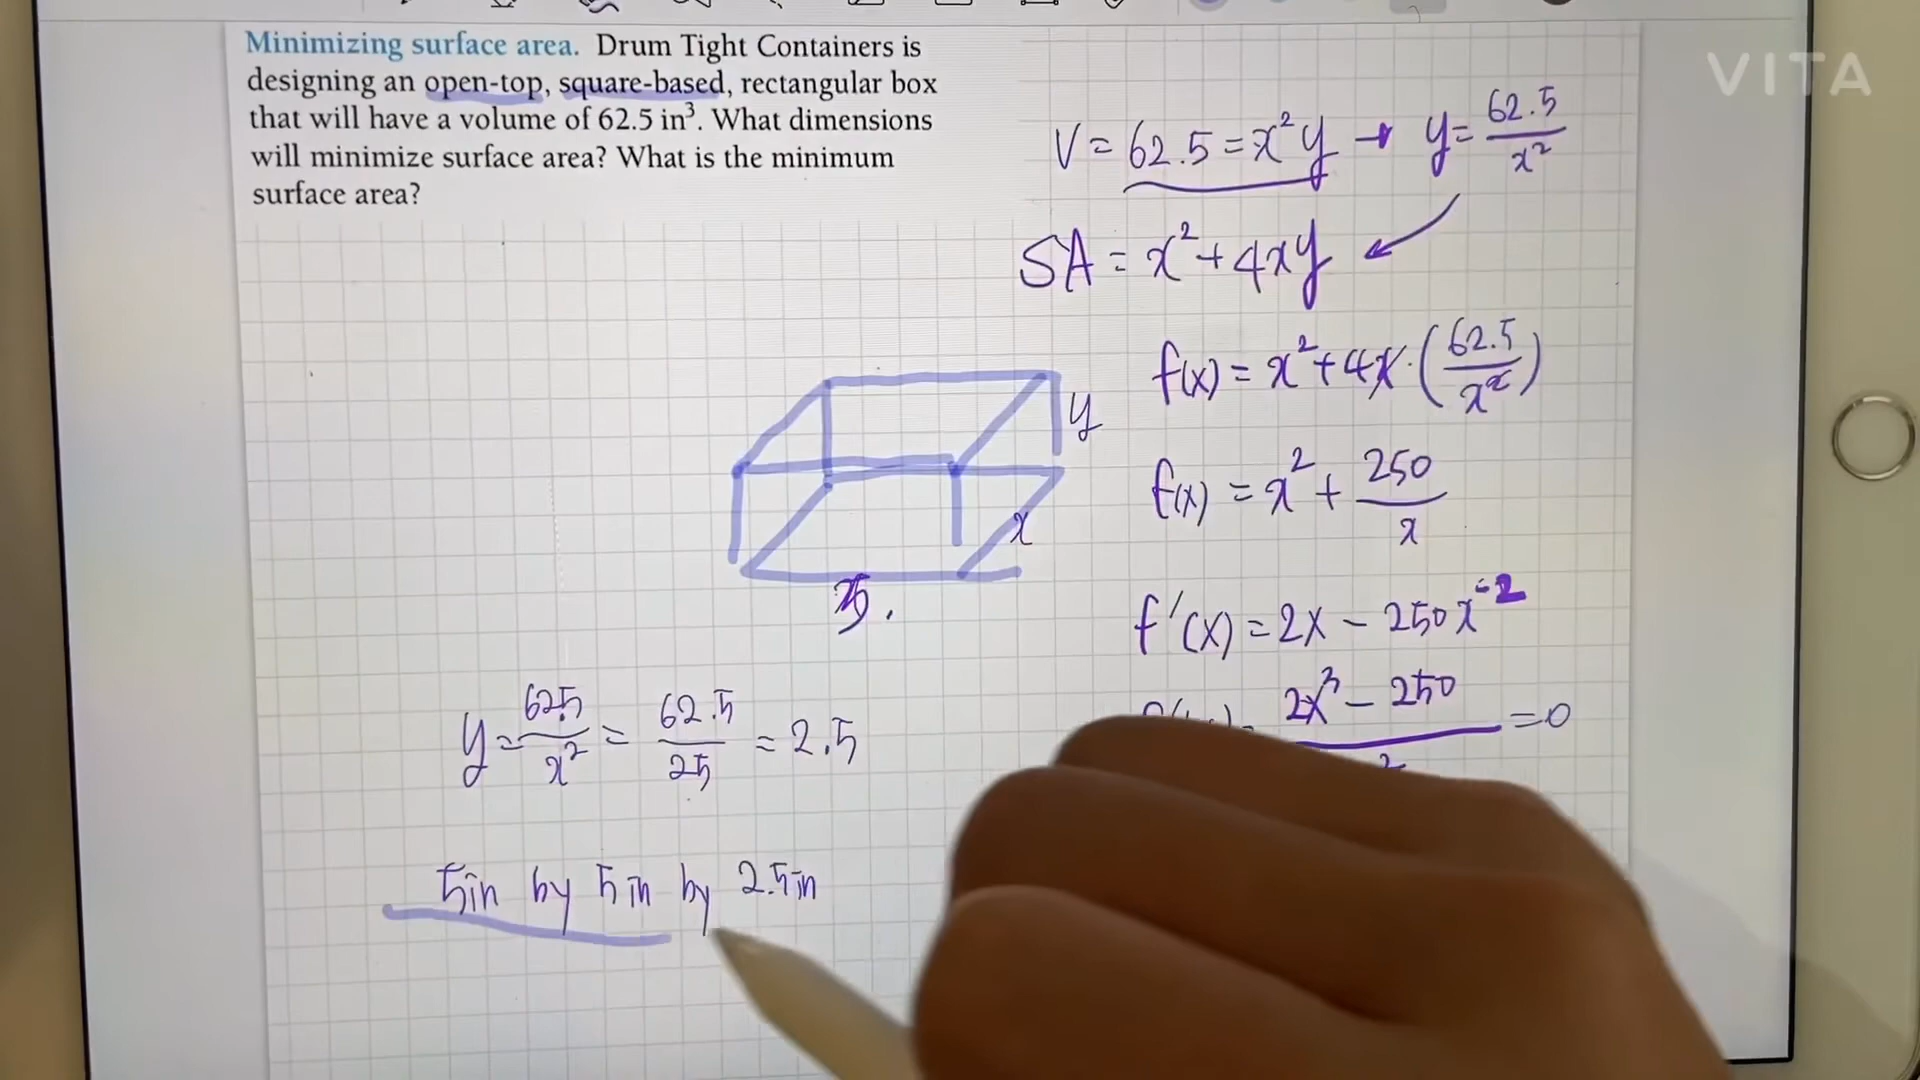 Minimizing surface area. Drum Tight Containers is
designing an open-top, square-based, rectangular box
that will have a volume of 62.5 in³. What dimensions
will minimize surface area? What is the minimum
surface area?
VITA
V = 62.5 = x²y → y = 62.5/x²
SA = x² + 4xy
f(x) = x² + 4x · (62.5/x²)
f(x) = x² + 250/x
f'(x) = 2x - 250x⁻²
2x³ - 250
= 0
y
x
y = 62.5/x² = 62.5/25 = 2.5
5in by 5in by 2.5in